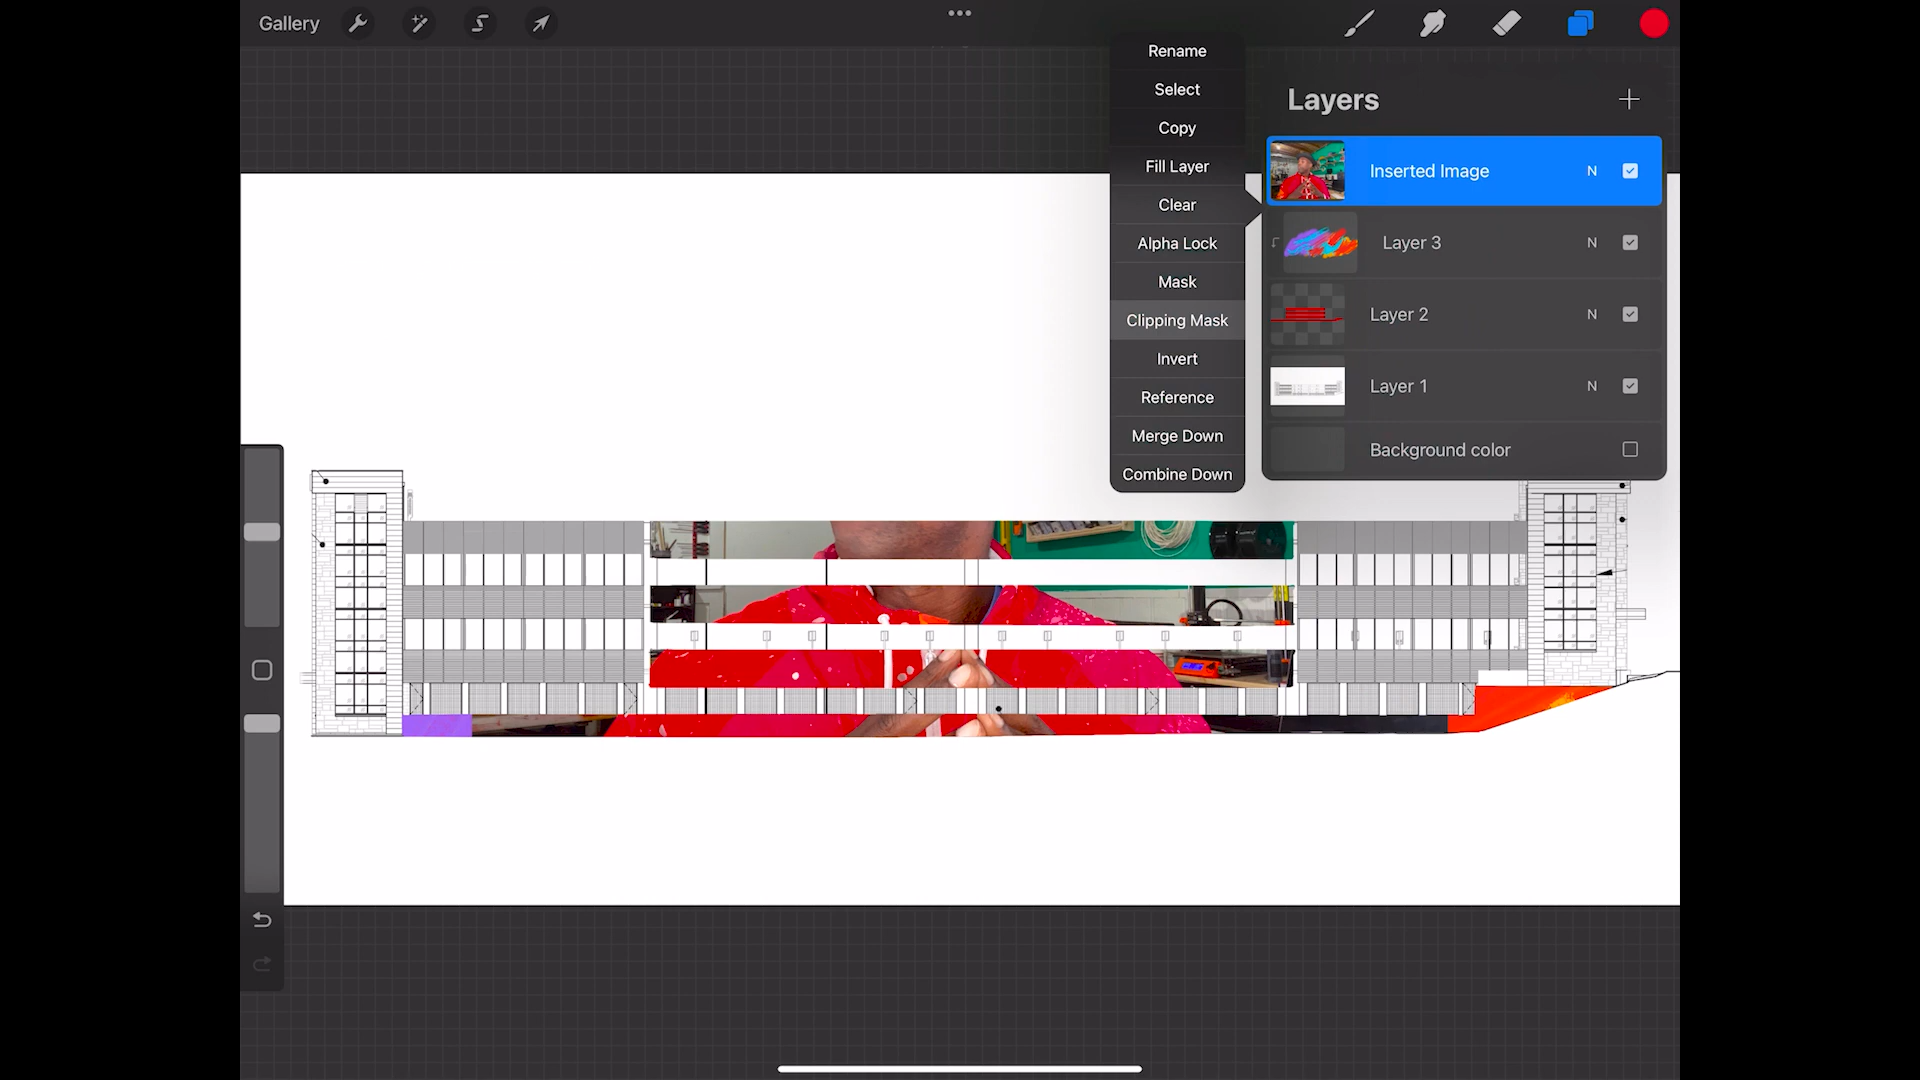 Gallery
Rename
Select
Copy
Fill Layer
Clear
Alpha Lock
Mask
Clipping Mask
Invert
Reference
Merge Down
Combine Down
Layers
Inserted Image N
Layer 3 N
Layer 2 N
Layer 1 N
Background color